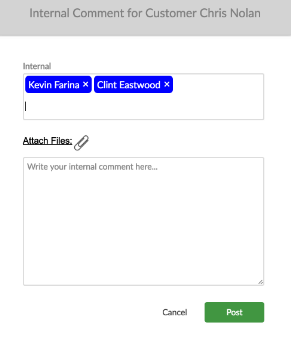 Internal Comment for Customer Chris Nolan
Internal
Kevin Farina × Clint Eastwood ×
Attach Files:
Write your internal comment here...
Cancel Post